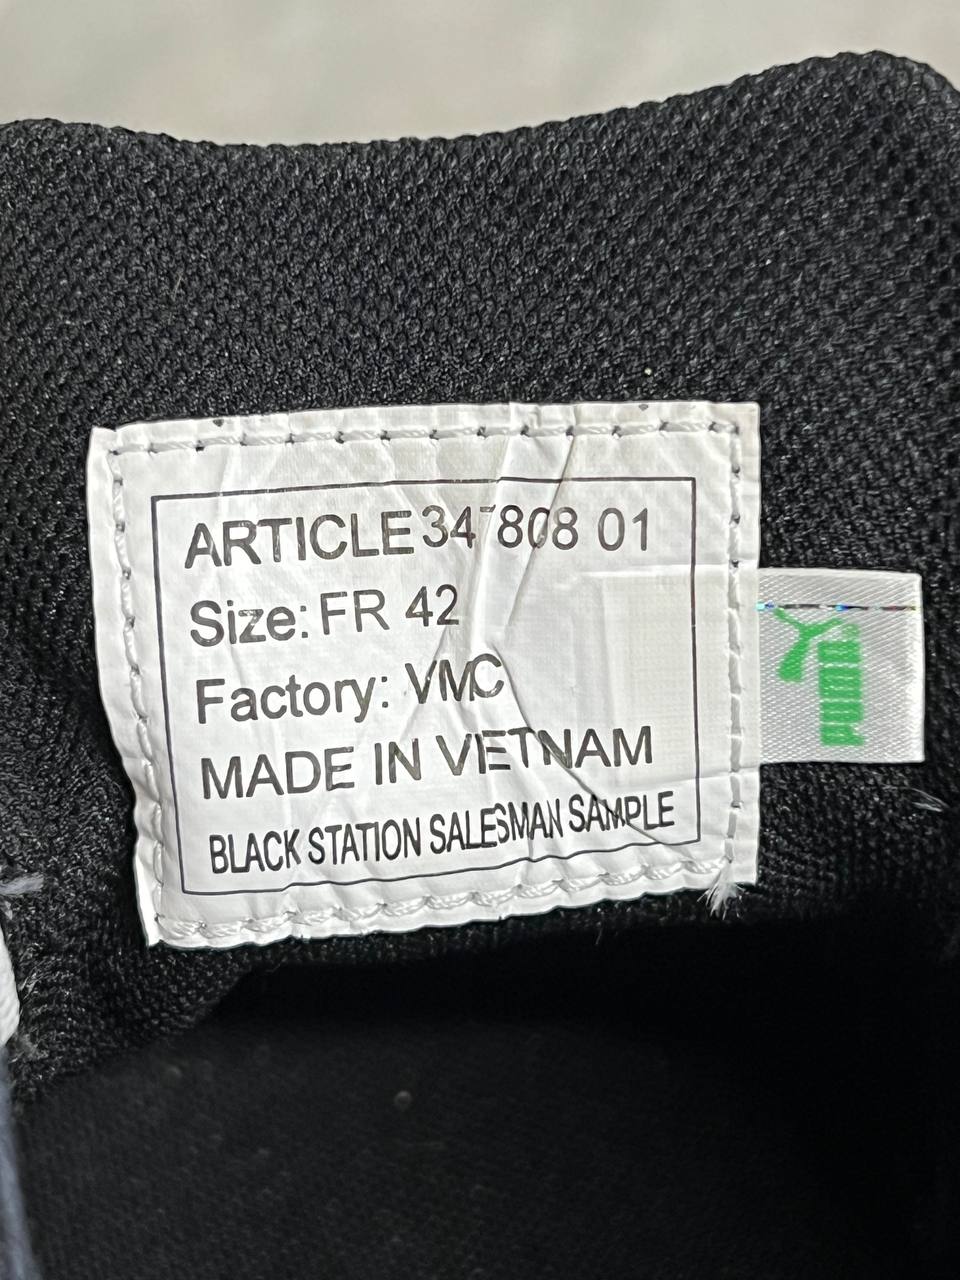 ARTICLE 347808 01
Size: FR 42
Factory: VMC
MADE IN VIETNAM
BLACK STATION SALESMAN SAMPLE
PUMA